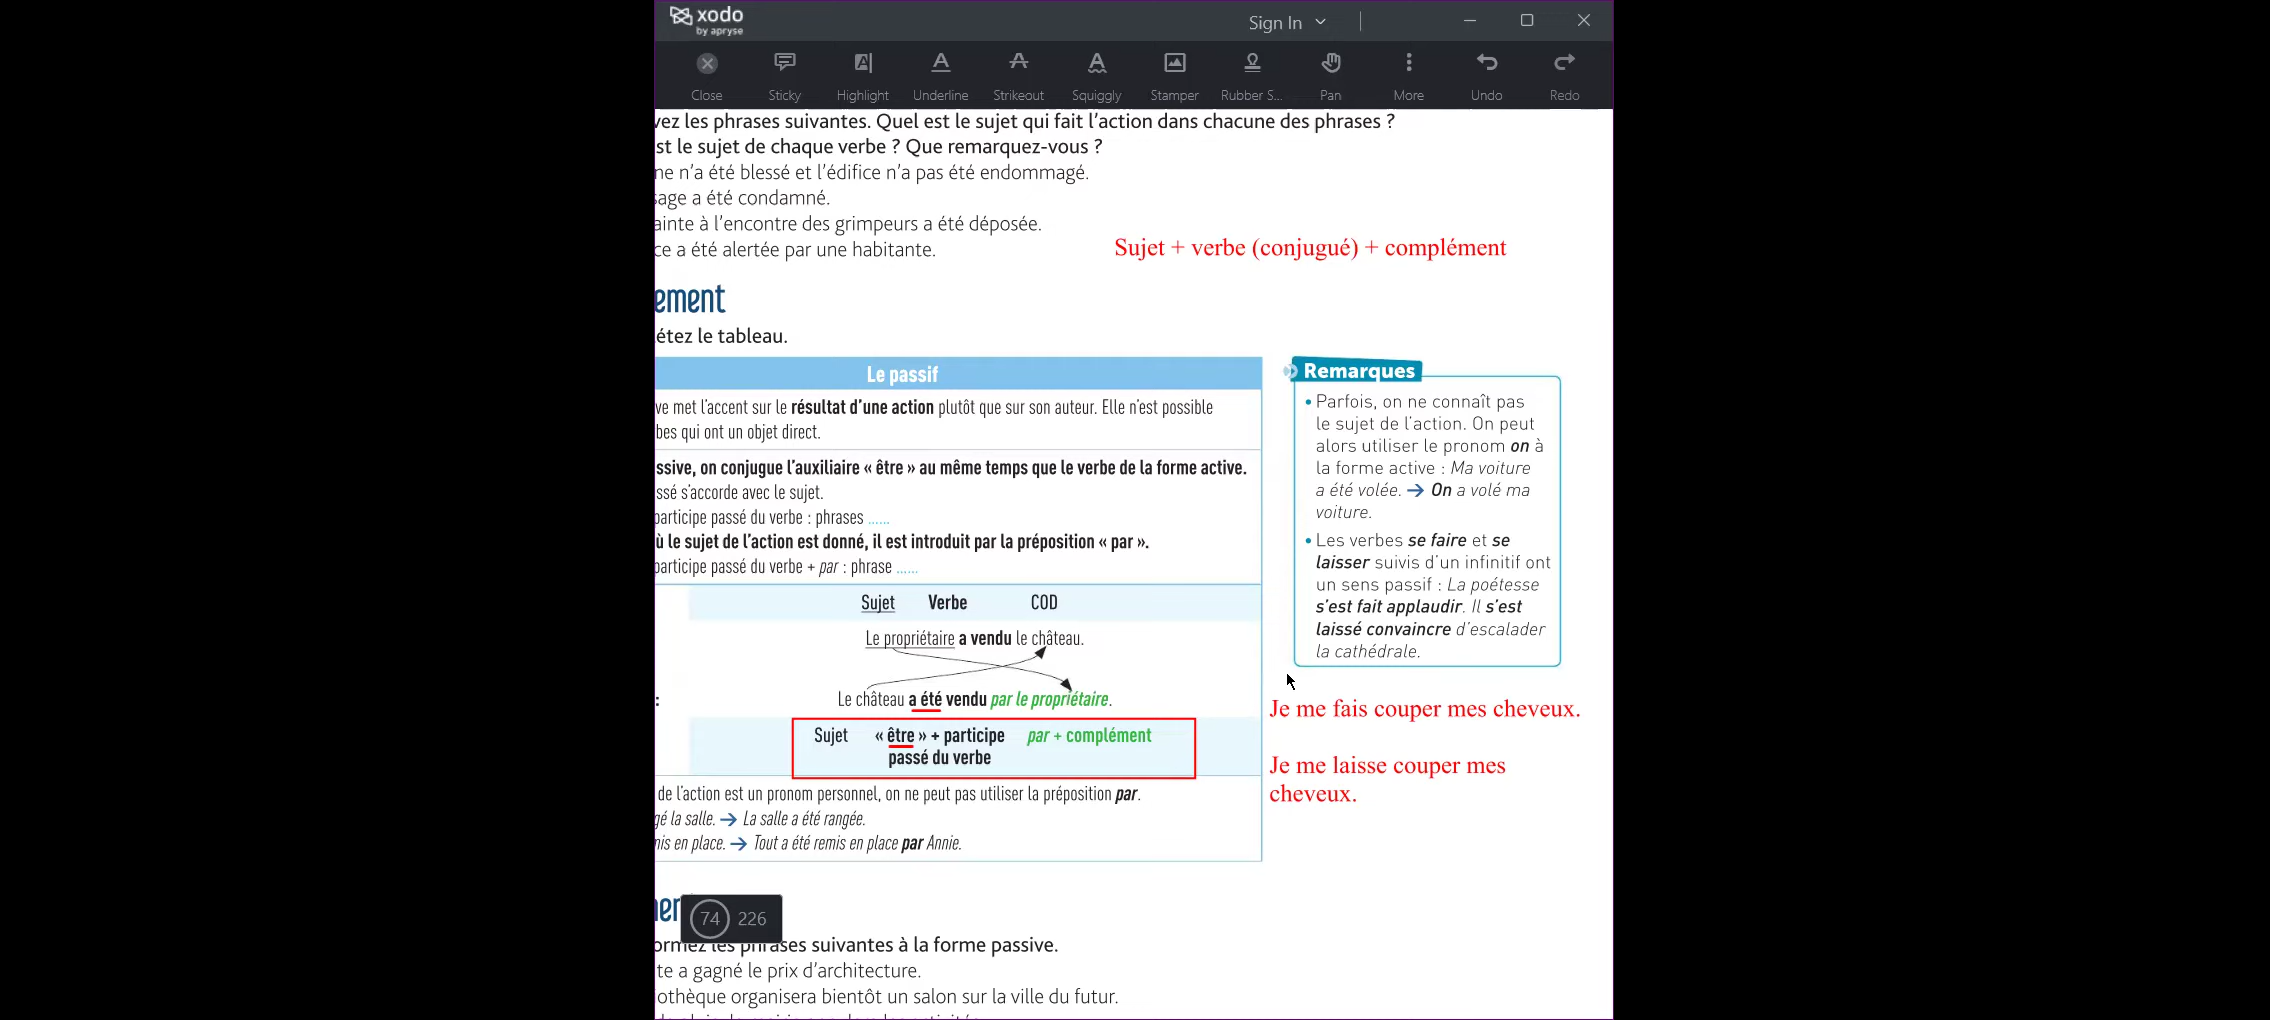 xodo
by apryse
Sign In
Close Sticky Highlight Underline Strikeout Squiggly Stamper Rubber S... Pan More Undo Redo
vez les phrases suivantes. Quel est le sujet qui fait l'action dans chacune des phrases ?
st le sujet de chaque verbe ? Que remarquez-vous ?
ne n'a été blessé et l'édifice n'a pas été endommagé.
sage a été condamné.
ainte à l'encontre des grimpeurs a été déposée.
ce a été alertée par une habitante.
Sujet + verbe (conjugué) + complément
ement
étez le tableau.
Le passif
ve met l'accent sur le résultat d'une action plutôt que sur son auteur. Elle n'est possible
bes qui ont un objet direct.
ssive, on conjugue l'auxiliaire « être » au même temps que le verbe de la forme active.
ssé s'accorde avec le sujet.
participe passé du verbe : phrases ......
ù le sujet de l'action est donné, il est introduit par la préposition « par ».
participe passé du verbe + par : phrase ......
Sujet Verbe COD
Le propriétaire a vendu le château.
: Le château a été vendu par le propriétaire.
Sujet « être » + participe par + complément
passé du verbe
de l'action est un pronom personnel, on ne peut pas utiliser la préposition par.
gé la salle. → La salle a été rangée.
mis en place. → Tout a été remis en place par Annie.
Remarques
• Parfois, on ne connaît pas
le sujet de l'action. On peut
alors utiliser le pronom on à
la forme active : Ma voiture
a été volée. → On a volé ma
voiture.
• Les verbes se faire et se
laisser suivis d'un infinitif ont
un sens passif : La poétesse
s'est fait applaudir. Il s'est
laissé convaincre d'escalader
la cathédrale.
Je me fais couper mes cheveux.
Je me laisse couper mes
cheveux.
74 226
ormez les phrases suivantes à la forme passive.
te a gagné le prix d'architecture.
iothèque organisera bientôt un salon sur la ville du futur.